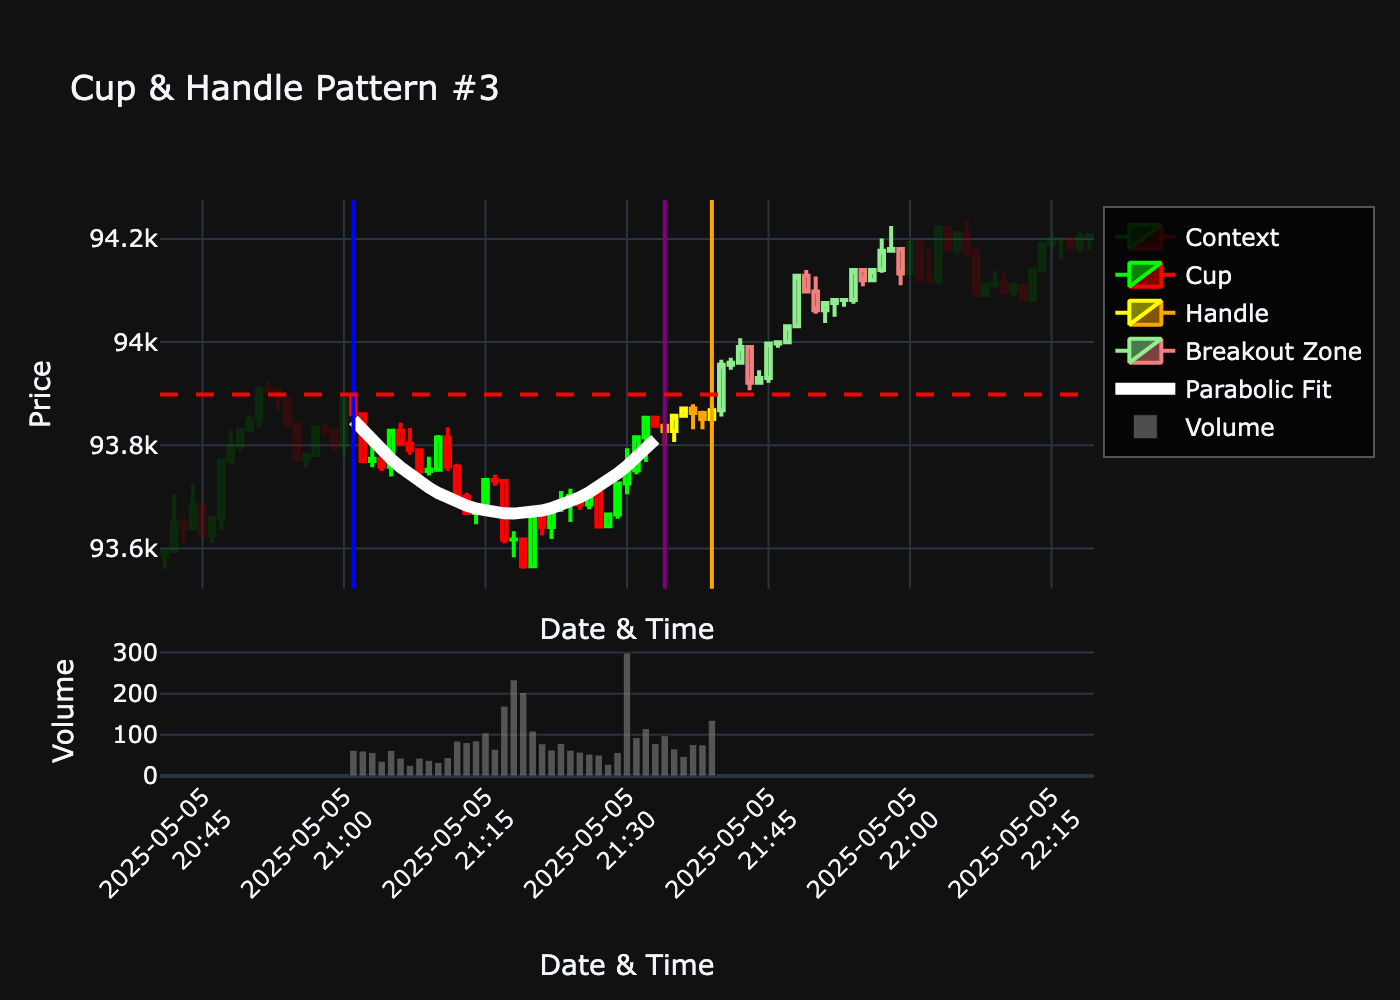 Cup & Handle Pattern #3
94.2k
94k
93.8k
93.6k
Price
Context
Cup
Handle
Breakout Zone
Parabolic Fit
Volume
Date & Time
300
200
100
0
Volume
2025-05-05
20:45
2025-05-05
21:00
2025-05-05
21:15
2025-05-05
21:30
2025-05-05
21:45
2025-05-05
22:00
2025-05-05
22:15
Date & Time